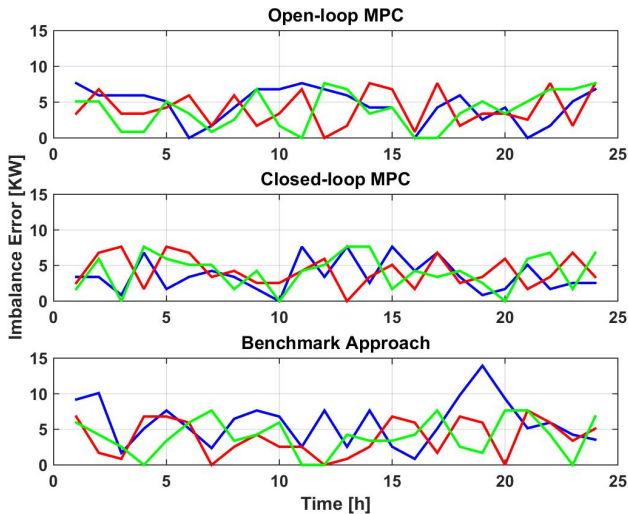 Open-loop MPC
15
10
5
0
0 5 10 15 20 25
Closed-loop MPC
15
10
5
0
0 5 10 15 20 25
Imbalance Error [KW]
Benchmark Approach
15
10
5
0
0 5 10 15 20 25
Time [h]